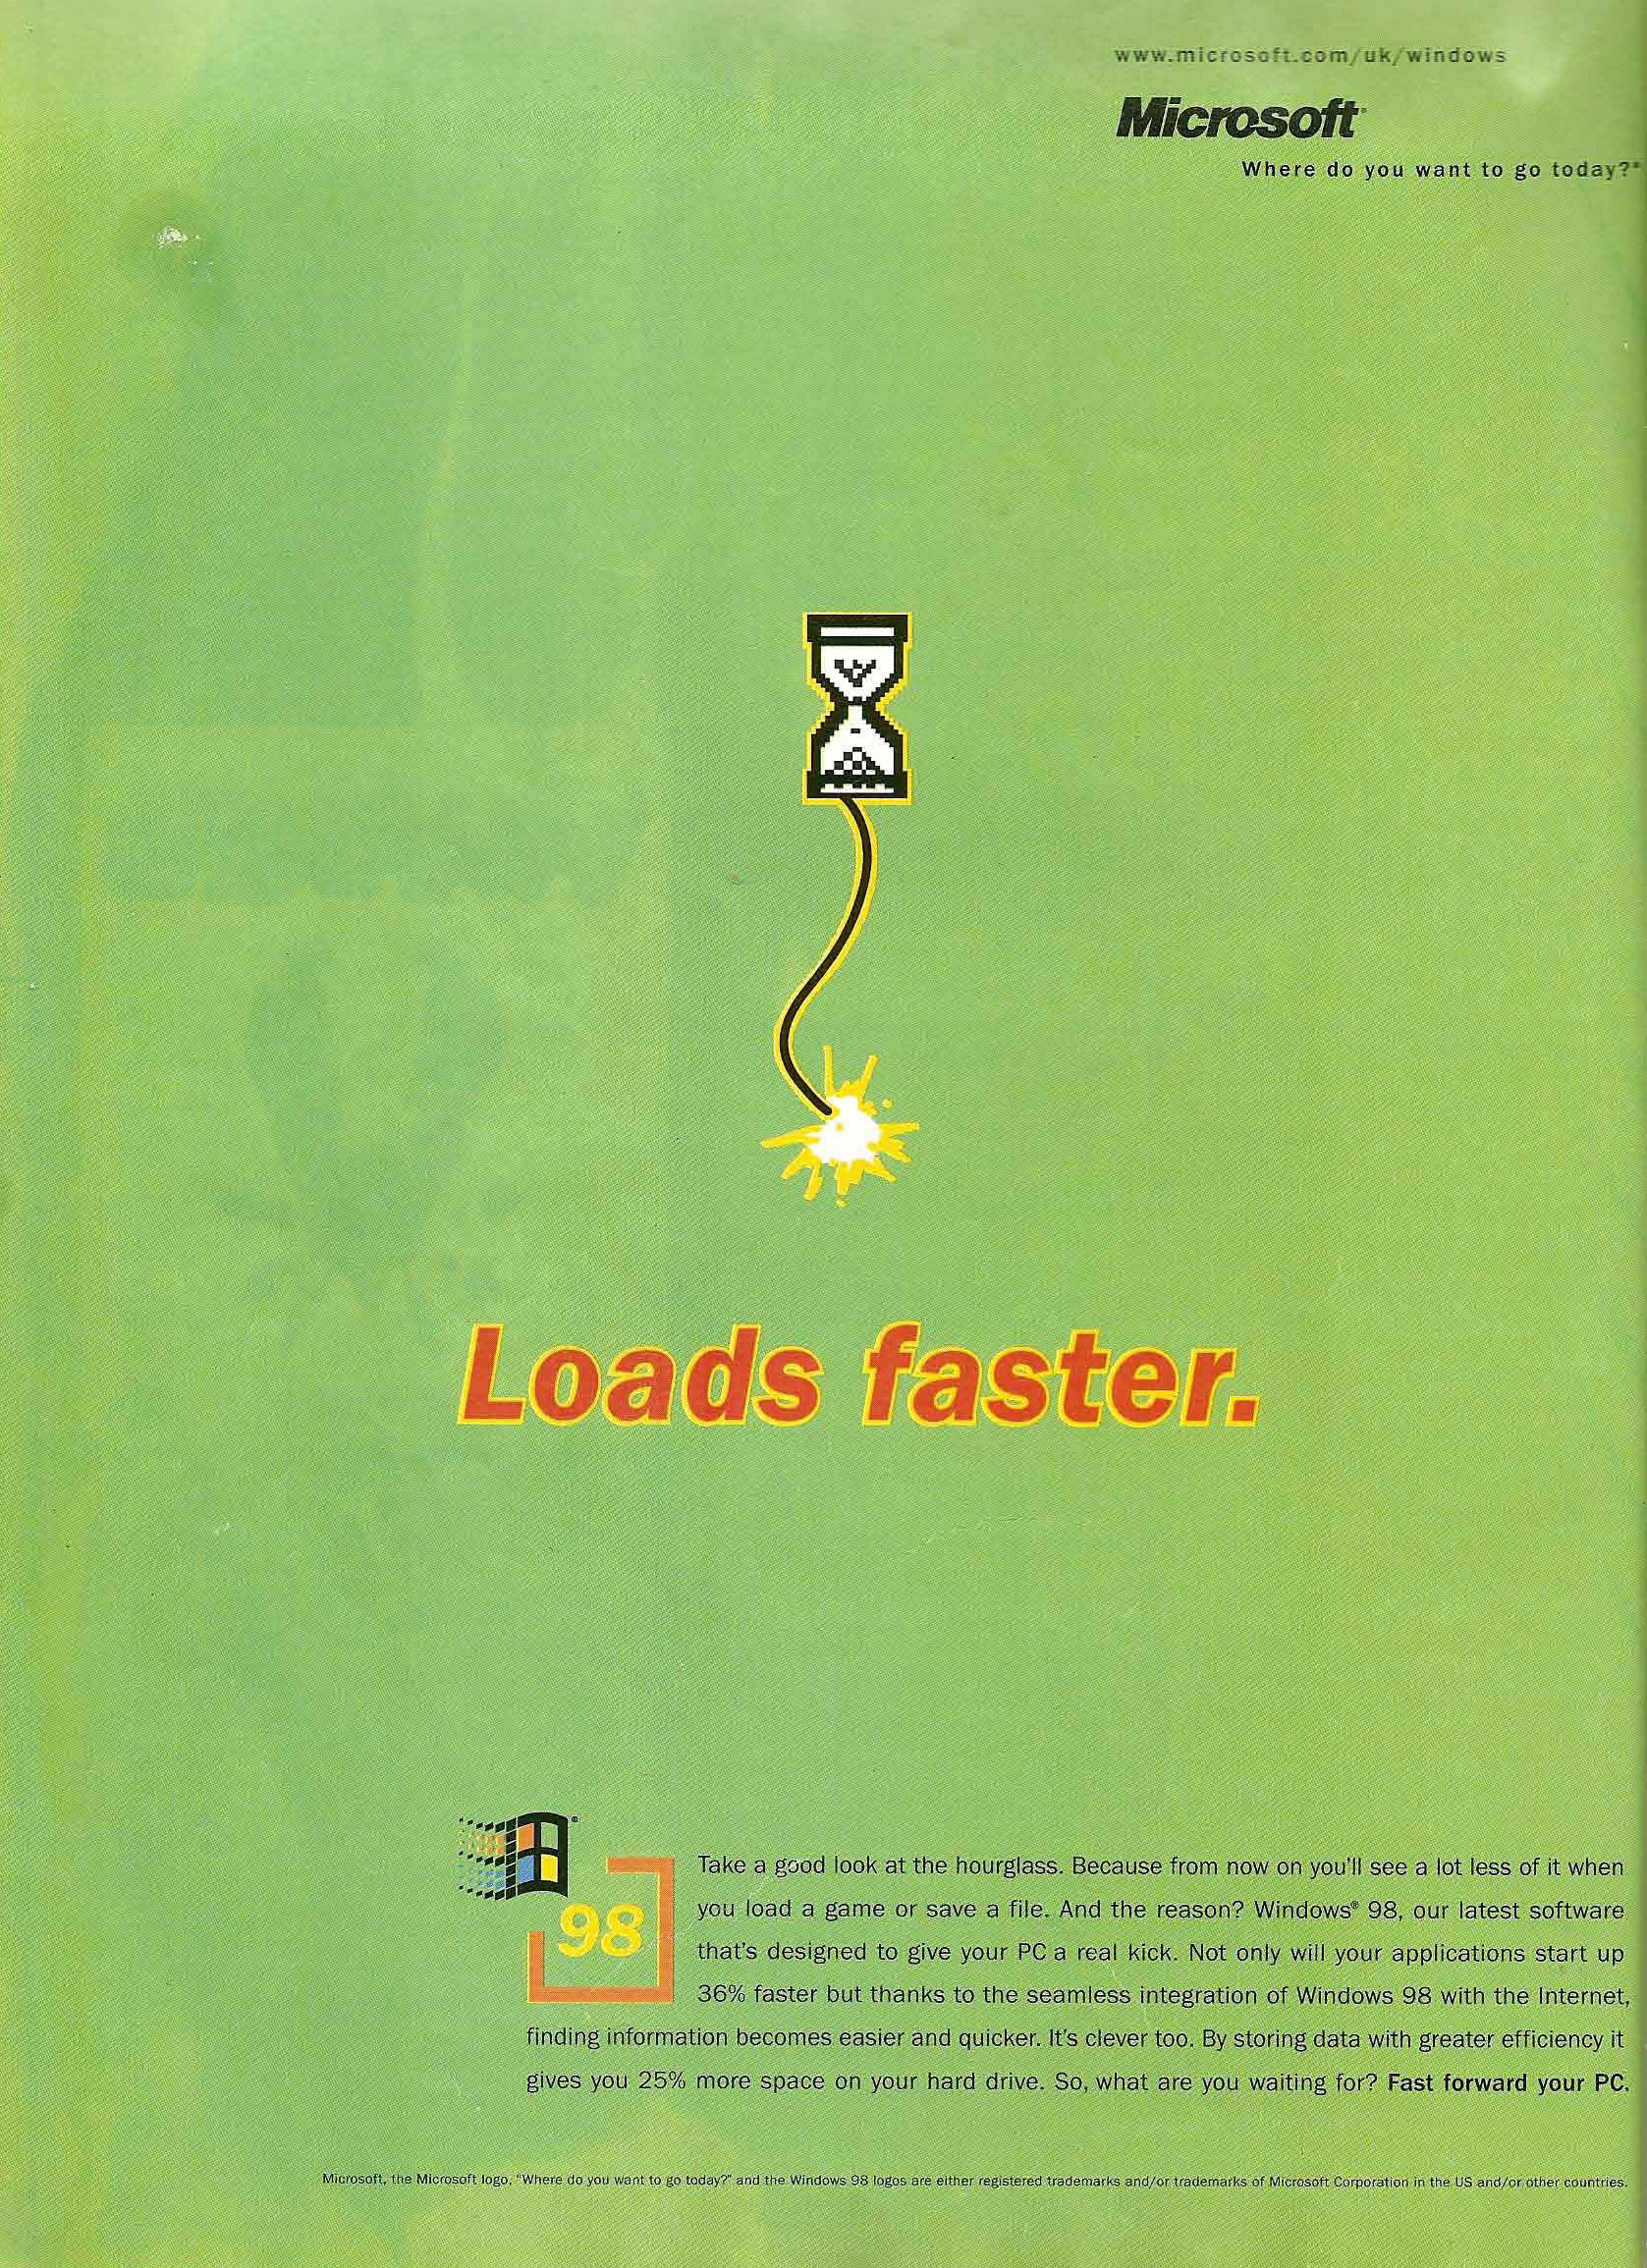 www.microsoft.com/uk/windows
Microsoft®
Where do you want to go today?®
Loads faster.
98
Take a good look at the hourglass. Because from now on you'll see a lot less of it when
you load a game or save a file. And the reason? Windows® 98, our latest software
that's designed to give your PC a real kick. Not only will your applications start up
36% faster but thanks to the seamless integration of Windows 98 with the Internet,
finding information becomes easier and quicker. It's clever too. By storing data with greater efficiency it
gives you 25% more space on your hard drive. So, what are you waiting for? Fast forward your PC.
Microsoft, the Microsoft logo, "Where do you want to go today?" and the Windows 98 logos are either registered trademarks and/or trademarks of Microsoft Corporation in the US and/or other countries.